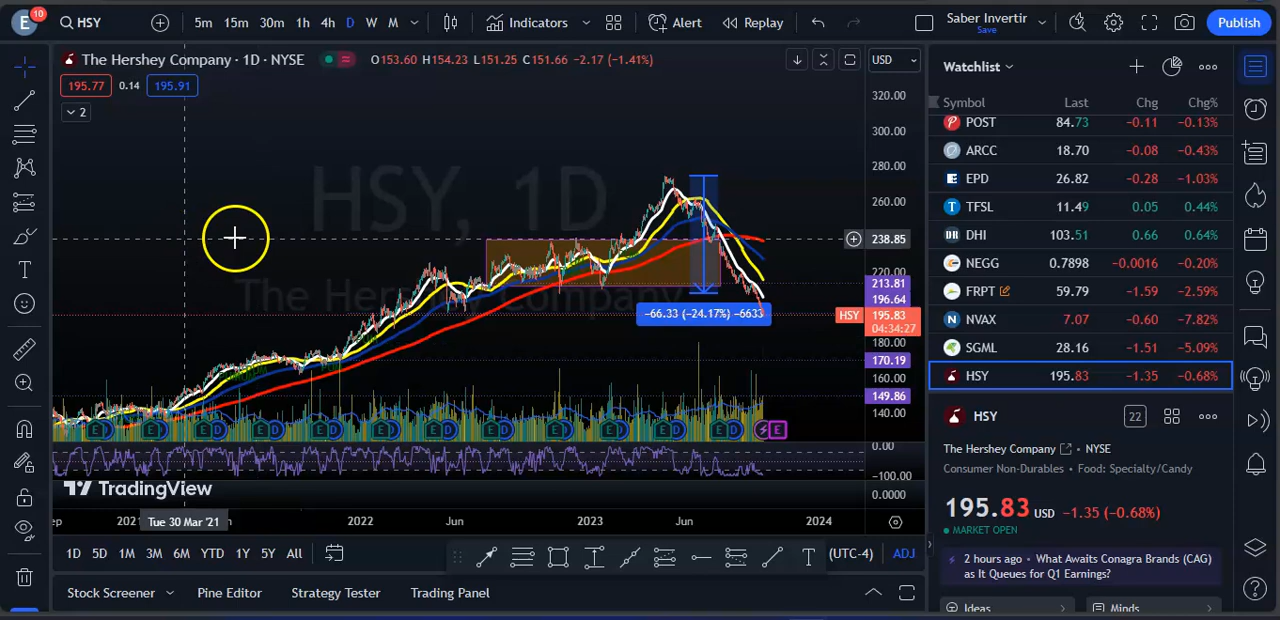 E 10 HSY 5m 15m 30m 1h 4h D W M Indicators Alert Replay Saber Invertir Save Publish
The Hershey Company · 1D · NYSE O153.60 H154.23 L151.25 C151.66 −2.17 (−1.41%) USD
195.77 0.14 195.91
2
HSY, 1D
The Hershey Company
−66.33 (−24.17%) −6633
320.00
300.00
280.00
260.00
238.85
220.00
213.81
196.64
HSY 195.83
04:34:27
180.00
170.19
160.00
149.86
140.00
0.00
−100.00
0.0000
TradingView
Tue 30 Mar '21 2022 Jun 2023 Jun 2024
1D 5D 1M 3M 6M YTD 1Y 5Y All (UTC-4) ADJ
Stock Screener Pine Editor Strategy Tester Trading Panel
Watchlist
Symbol Last Chg Chg%
POST 84.73 −0.11 −0.13%
ARCC 18.70 −0.08 −0.43%
EPD 26.82 −0.28 −1.03%
TFSL 11.49 0.05 0.44%
DHI 103.51 0.66 0.64%
NEGG 0.7898 −0.0016 −0.20%
FRPT 59.79 −1.59 −2.59%
NVAX 7.07 −0.60 −7.82%
SGML 28.16 −1.51 −5.09%
HSY 195.83 −1.35 −0.68%
HSY 22
The Hershey Company • NYSE
Consumer Non-Durables • Food: Specialty/Candy
195.83 USD −1.35 (−0.68%)
MARKET OPEN
2 hours ago • What Awaits Conagra Brands (CAG)
as It Queues for Q1 Earnings?
Ideas Minds